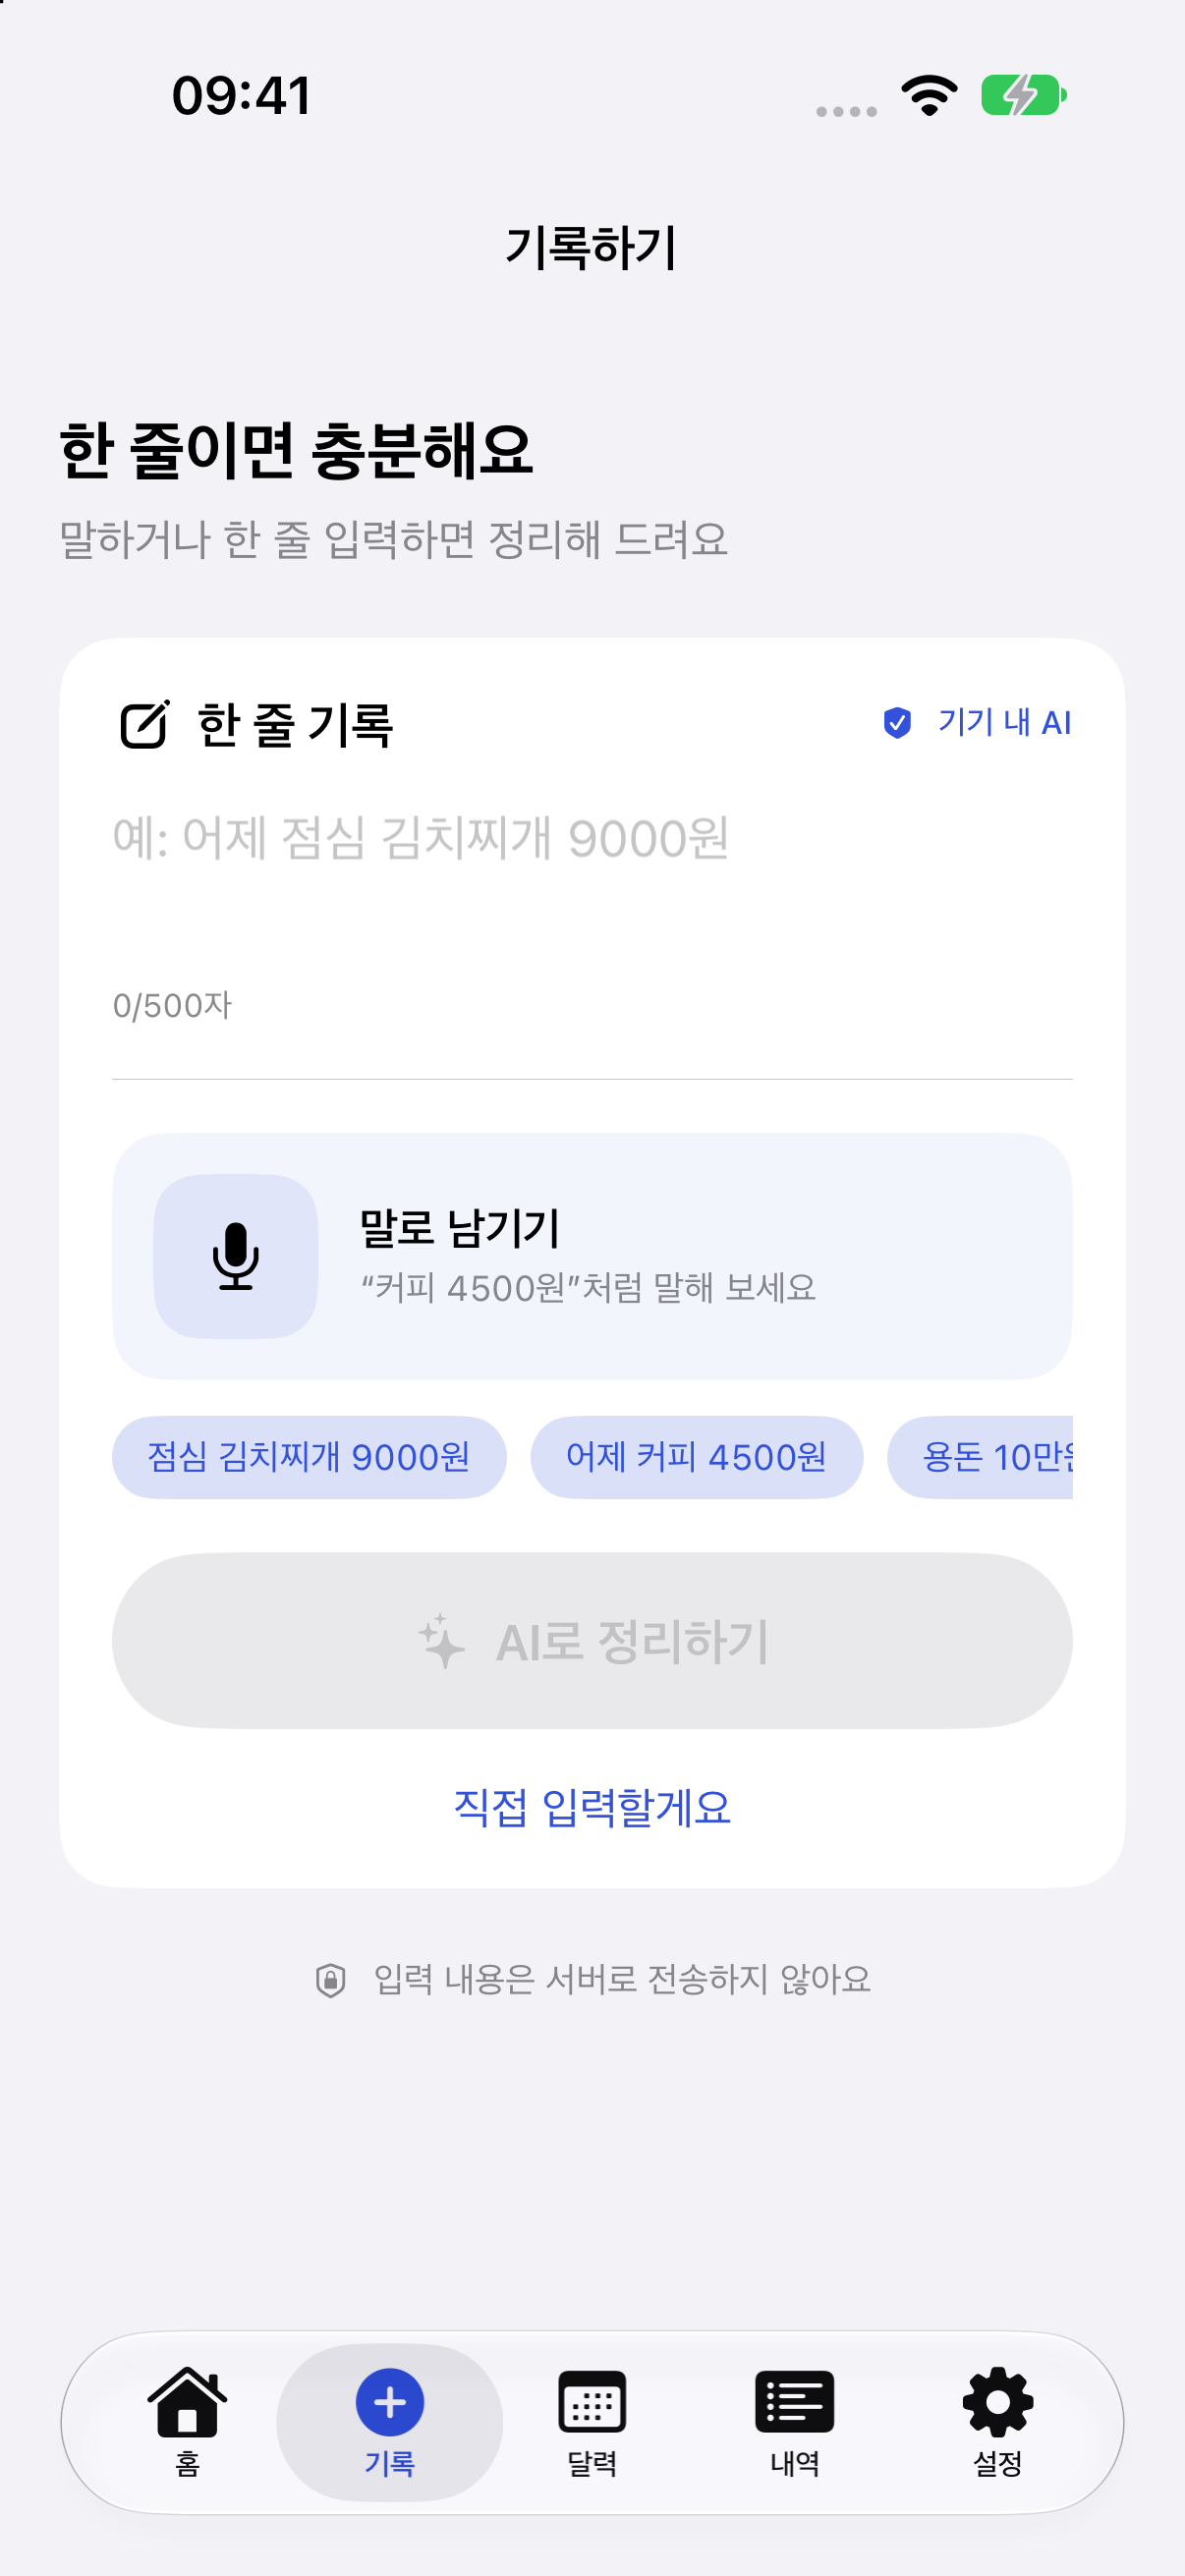 09:41
기록하기
한 줄이면 충분해요
말하거나 한 줄 입력하면 정리해 드려요
한 줄 기록
기기 내 AI
예: 어제 점심 김치찌개 9000원
0/500자
말로 남기기
“커피 4500원”처럼 말해 보세요
점심 김치찌개 9000원
어제 커피 4500원
용돈 10만원
AI로 정리하기
직접 입력할게요
입력 내용은 서버로 전송하지 않아요
홈
기록
달력
내역
설정